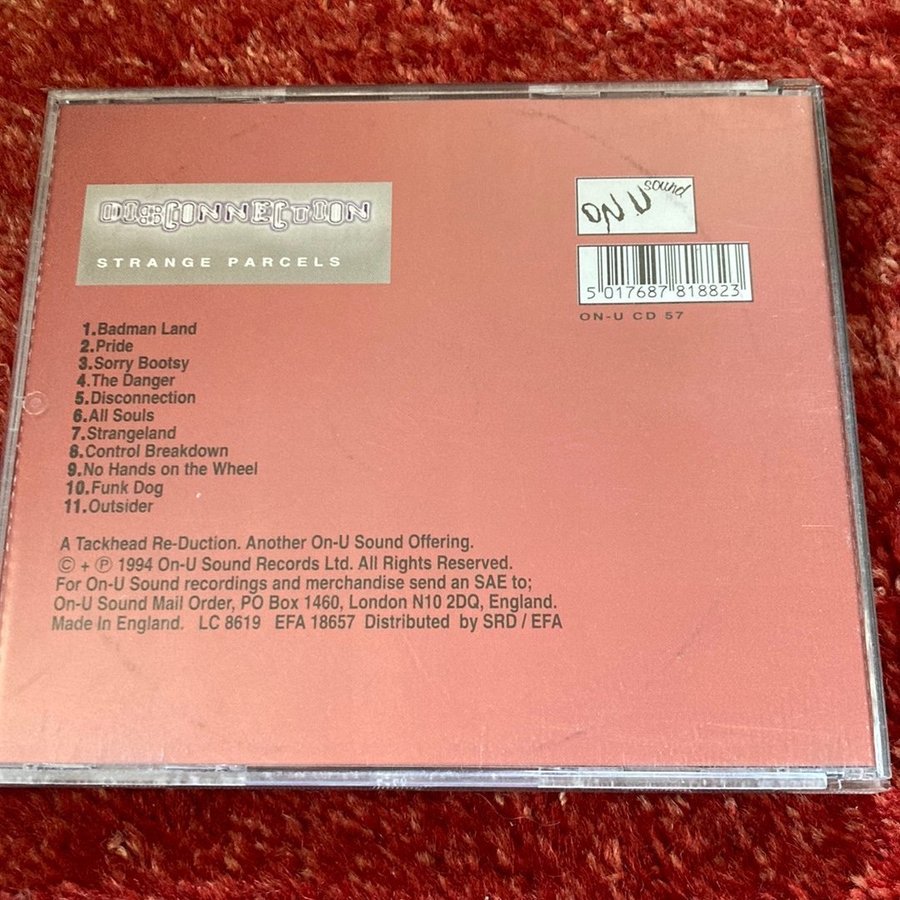 DISCONNECTION
STRANGE PARCELS
ON U sound
5 017687 818823
ON-U CD 57
1.Badman Land
2.Pride
3.Sorry Bootsy
4.The Danger
5.Disconnection
6.All Souls
7.Strangeland
8.Control Breakdown
9.No Hands on the Wheel
10.Funk Dog
11.Outsider
A Tackhead Re-Duction. Another On-U Sound Offering.
© + ℗ 1994 On-U Sound Records Ltd. All Rights Reserved.
For On-U Sound recordings and merchandise send an SAE to;
On-U Sound Mail Order, PO Box 1460, London N10 2DQ, England.
Made In England. LC 8619 EFA 18657 Distributed by SRD / EFA